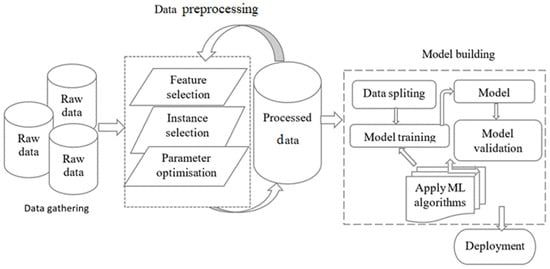 Data preprocessing
Raw
data
Raw
data
Raw
data
Data gathering
Feature
selection
Instance
selection
Parameter
optimisation
Processed
data
Model building
Data spliting
Model
Model training
Model
validation
Apply ML
algorithms
Deployment